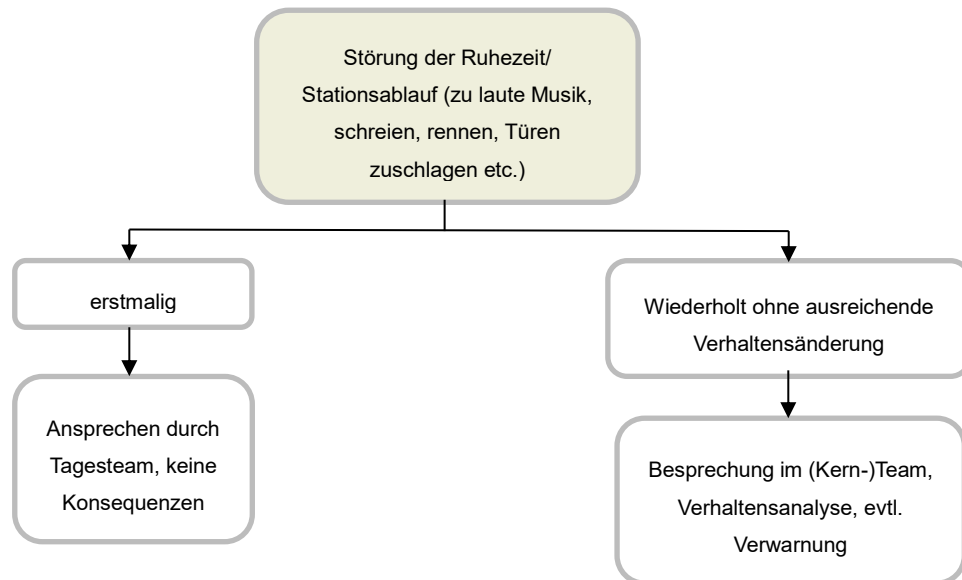 Störung der Ruhezeit/
Stationsablauf (zu laute Musik,
schreien, rennen, Türen
zuschlagen etc.)
erstmalig
Wiederholt ohne ausreichende
Verhaltensänderung
Ansprechen durch
Tagesteam, keine
Konsequenzen
Besprechung im (Kern-)Team,
Verhaltensanalyse, evtl.
Verwarnung